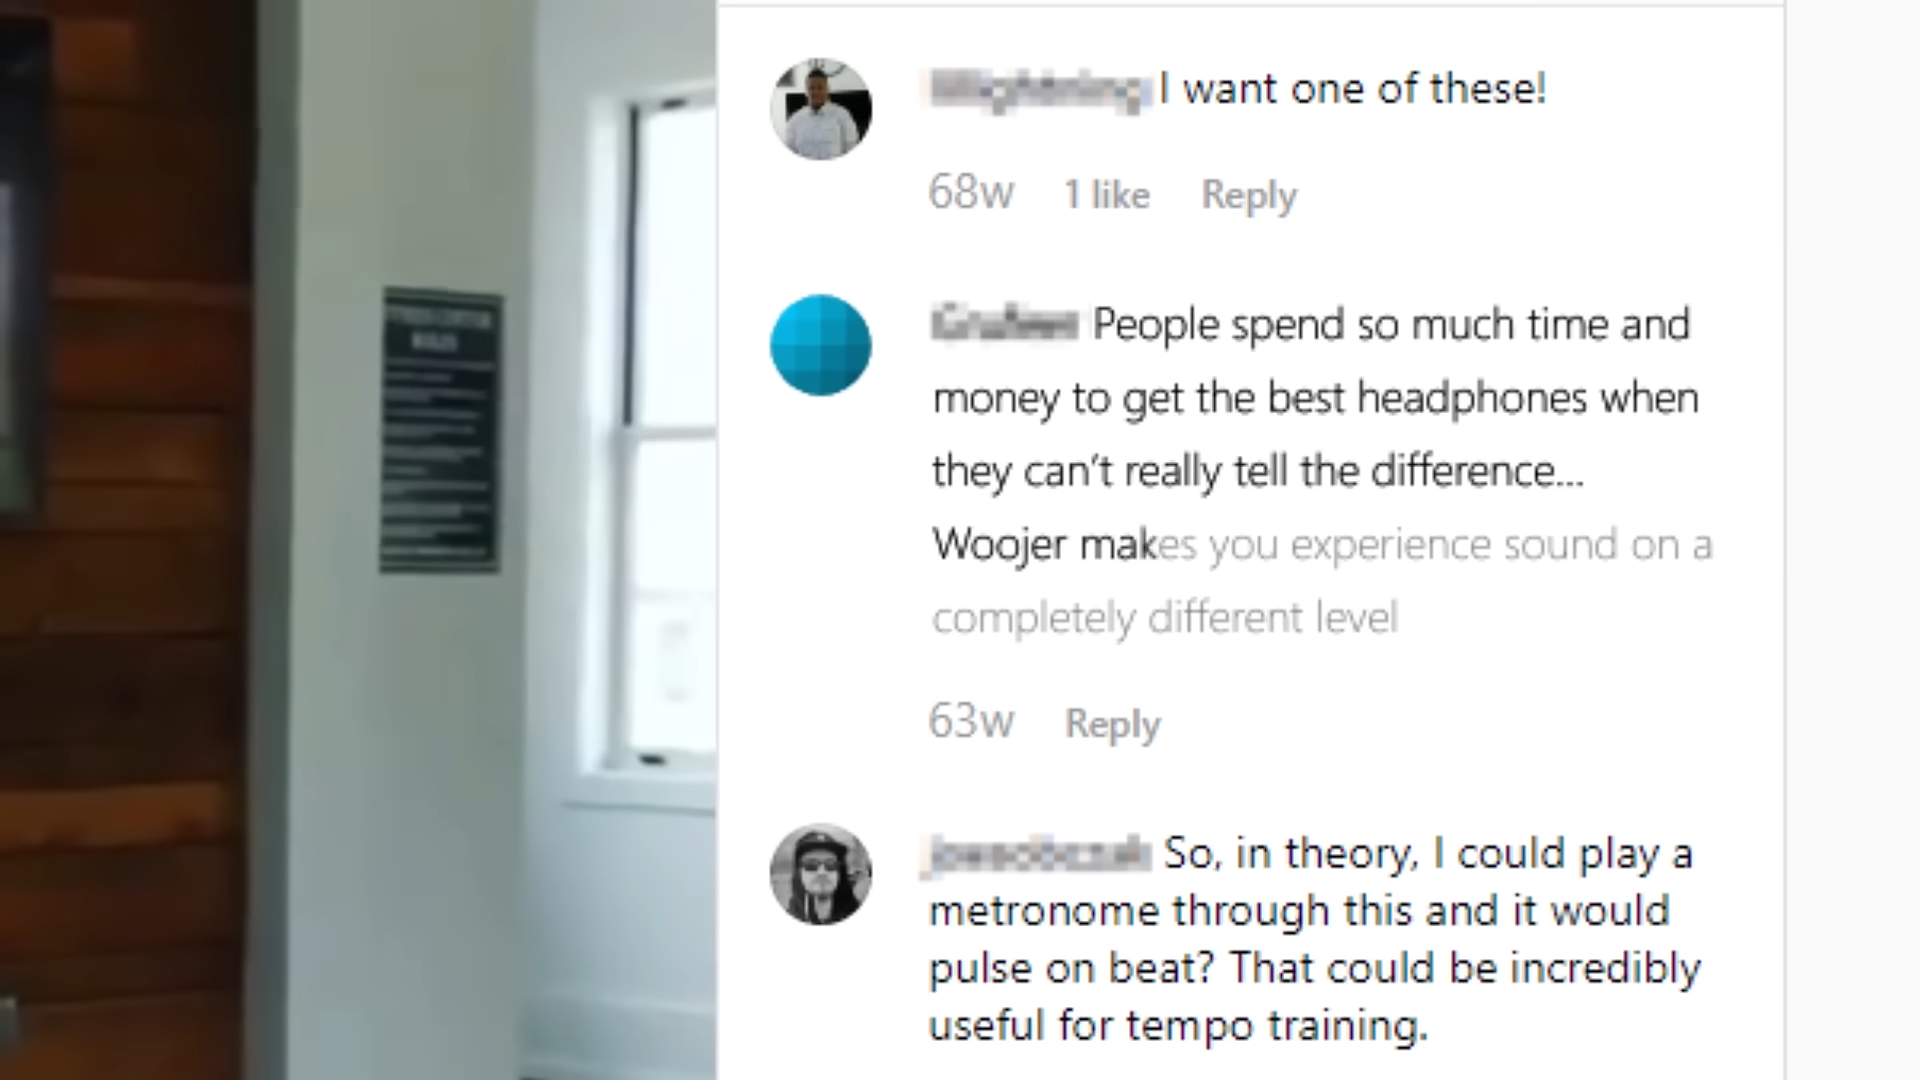 I want one of these!
68w 1 like Reply
People spend so much time and
money to get the best headphones when
they can't really tell the difference...
Woojer makes you experience sound on a
completely different level
63w Reply
So, in theory, I could play a
metronome through this and it would
pulse on beat? That could be incredibly
useful for tempo training.